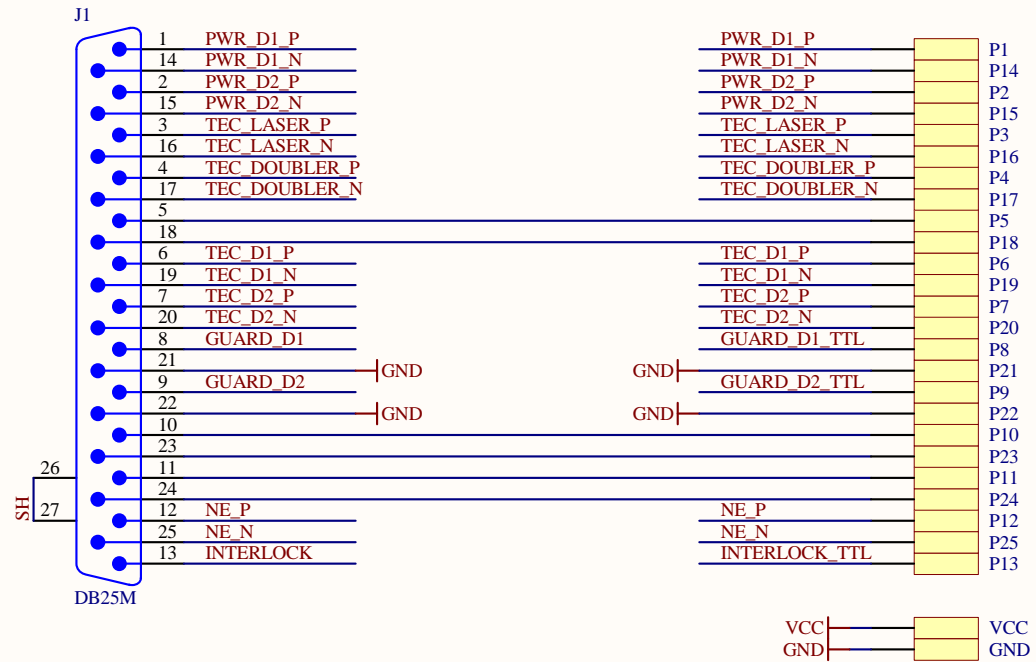 J1
1 PWR_D1_P PWR_D1_P P1
14 PWR_D1_N PWR_D1_N P14
2 PWR_D2_P PWR_D2_P P2
15 PWR_D2_N PWR_D2_N P15
3 TEC_LASER_P TEC_LASER_P P3
16 TEC_LASER_N TEC_LASER_N P16
4 TEC_DOUBLER_P TEC_DOUBLER_P P4
17 TEC_DOUBLER_N TEC_DOUBLER_N P17
5 P5
18 P18
6 TEC_D1_P TEC_D1_P P6
19 TEC_D1_N TEC_D1_N P19
7 TEC_D2_P TEC_D2_P P7
20 TEC_D2_N TEC_D2_N P20
8 GUARD_D1 GUARD_D1_TTL P8
21 GND GND P21
9 GUARD_D2 GUARD_D2_TTL P9
22 GND GND P22
10 P10
23 P23
26 11 P11
24 P24
SH 27 12 NE_P NE_P P12
25 NE_N NE_N P25
13 INTERLOCK INTERLOCK_TTL P13
DB25M
VCC VCC
GND GND